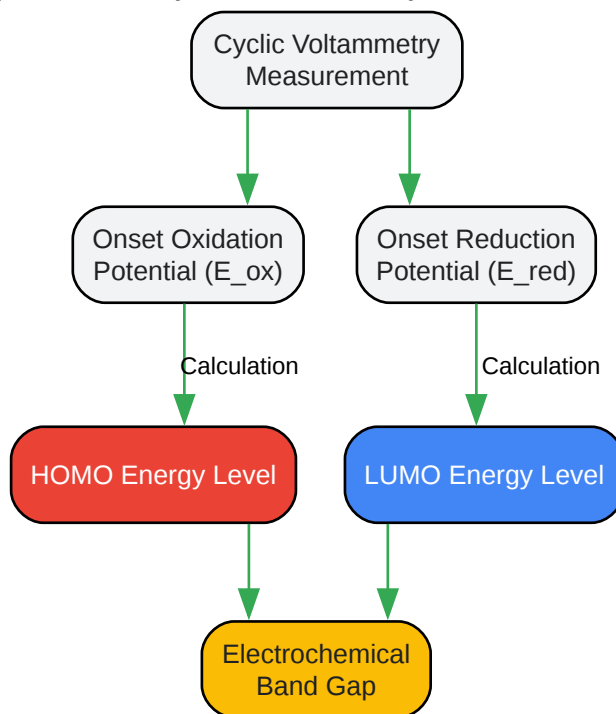 Cyclic Voltammetry
Measurement
Onset Oxidation
Potential (E_ox)
Onset Reduction
Potential (E_red)
Calculation
Calculation
HOMO Energy Level
LUMO Energy Level
Electrochemical
Band Gap